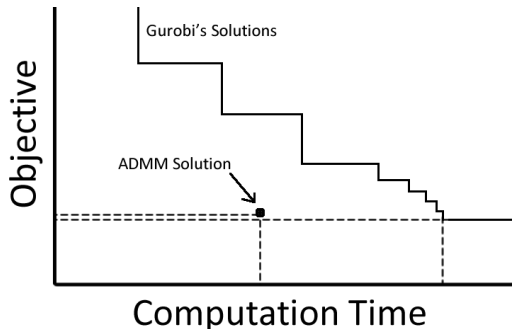 Gurobi's Solutions
Objective
ADMM Solution
Computation Time